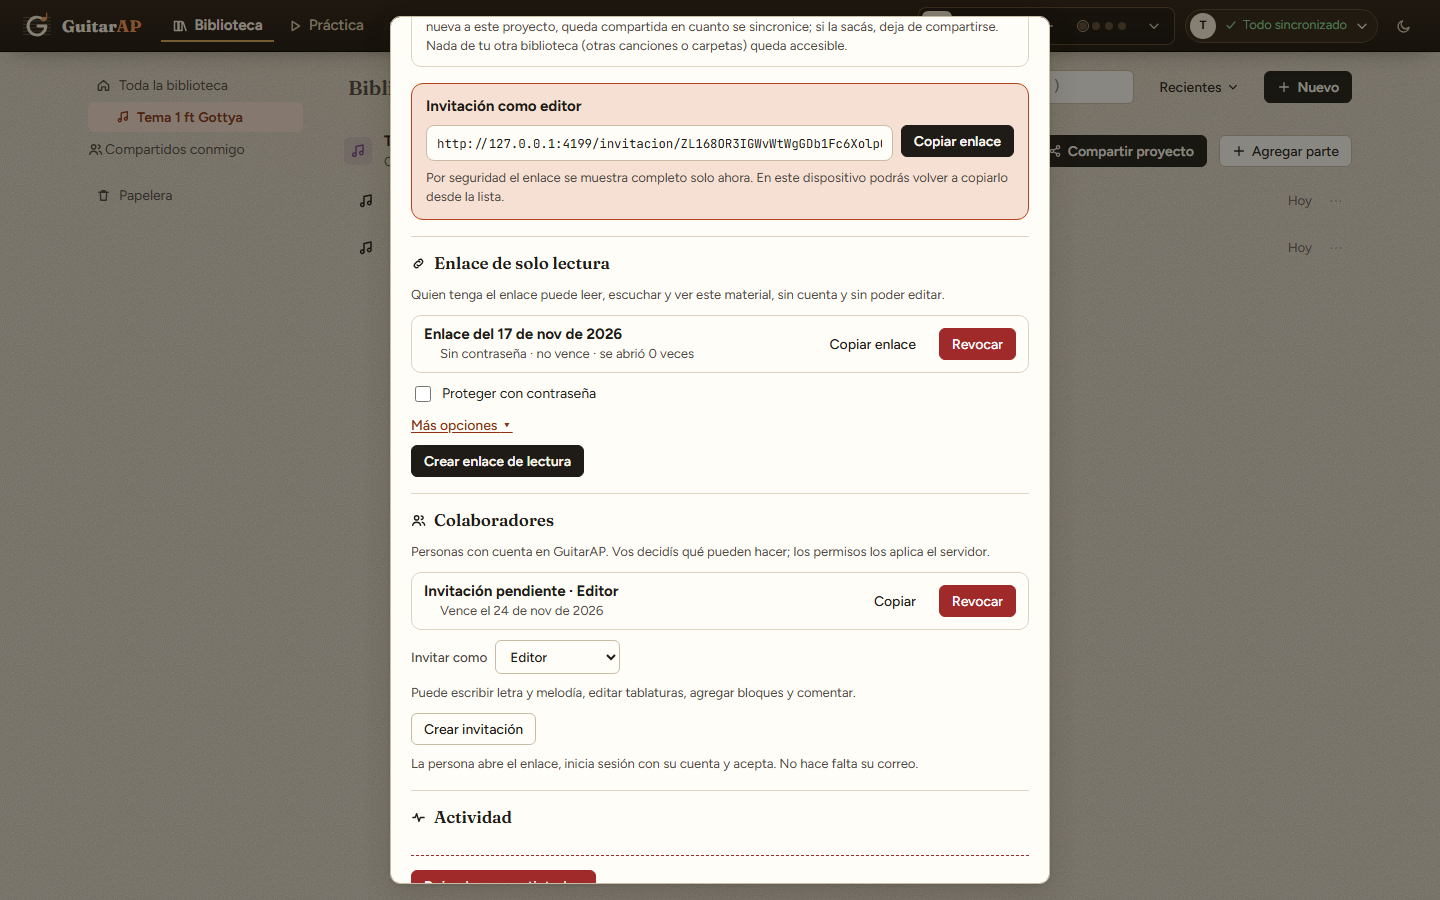 GuitarAP
Biblioteca
Práctica
T
Todo sincronizado
Toda la biblioteca
Tema 1 ft Gottya
Compartidos conmigo
Papelera
Recientes
Nuevo
Compartir proyecto
Agregar parte
Hoy
Hoy
nueva a este proyecto, queda compartida en cuanto se sincronice; si la sacás, deja de compartirse.
Nada de tu otra biblioteca (otras canciones o carpetas) queda accesible.
Invitación como editor
Copiar enlace
Por seguridad el enlace se muestra completo solo ahora. En este dispositivo podrás volver a copiarlo
desde la lista.
Enlace de solo lectura
Quien tenga el enlace puede leer, escuchar y ver este material, sin cuenta y sin poder editar.
Enlace del 17 de nov de 2026
Sin contraseña · no vence · se abrió 0 veces
Copiar enlace
Revocar
Proteger con contraseña
Más opciones
Crear enlace de lectura
Colaboradores
Personas con cuenta en GuitarAP. Vos decidís qué pueden hacer; los permisos los aplica el servidor.
Invitación pendiente · Editor
Vence el 24 de nov de 2026
Copiar
Revocar
Invitar como
Editor
Puede escribir letra y melodía, editar tablaturas, agregar bloques y comentar.
Crear invitación
La persona abre el enlace, inicia sesión con su cuenta y acepta. No hace falta su correo.
Actividad